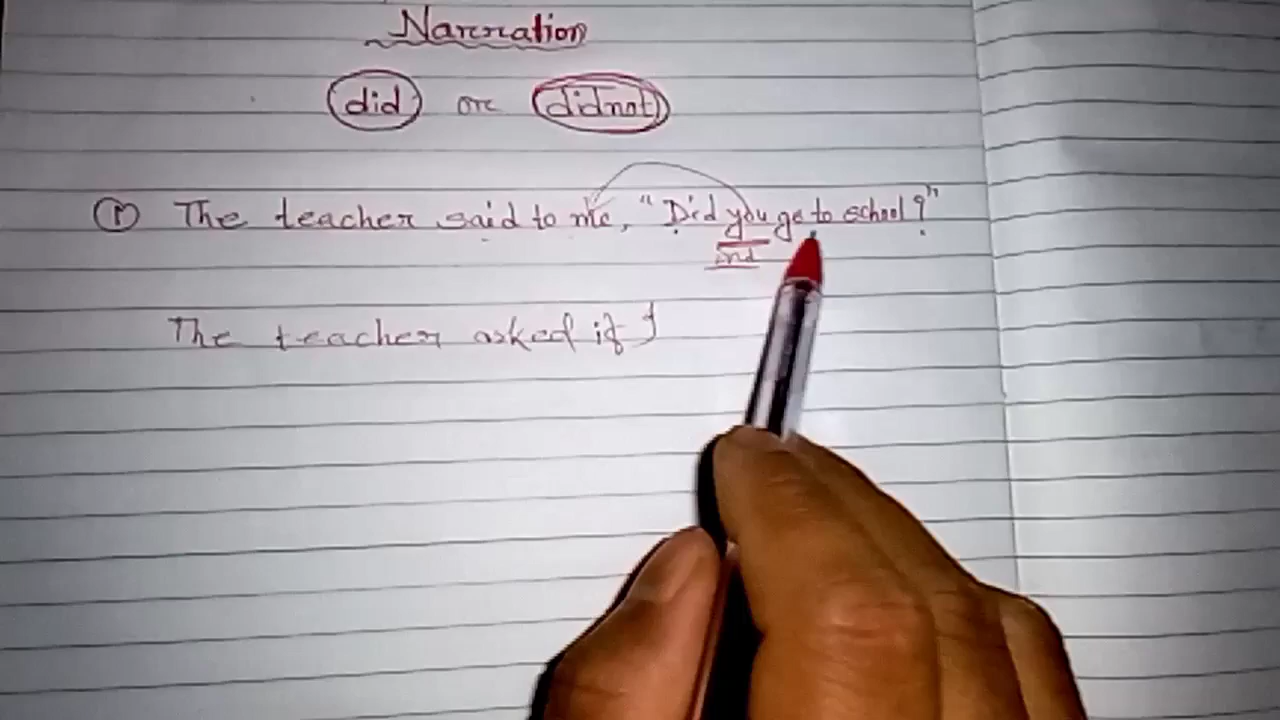 Narration
did or didnot
① The teacher said to me, "Did you go to school?"
ind
The teacher asked if I